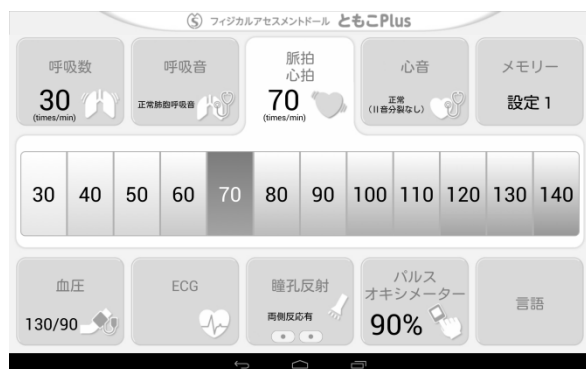 フィジカルアセスメントドール ともこPlus
呼吸数
30
(times/min)
呼吸音
正常肺胞呼吸音
脈拍
心拍
70
(times/min)
心音
正常
(II音分裂なし)
メモリー
設定1
30 40 50 60 70 80 90 100 110 120 130 140
血圧
130/90
ECG
瞳孔反射
両側反応有
パルス
オキシメーター
90%
言語